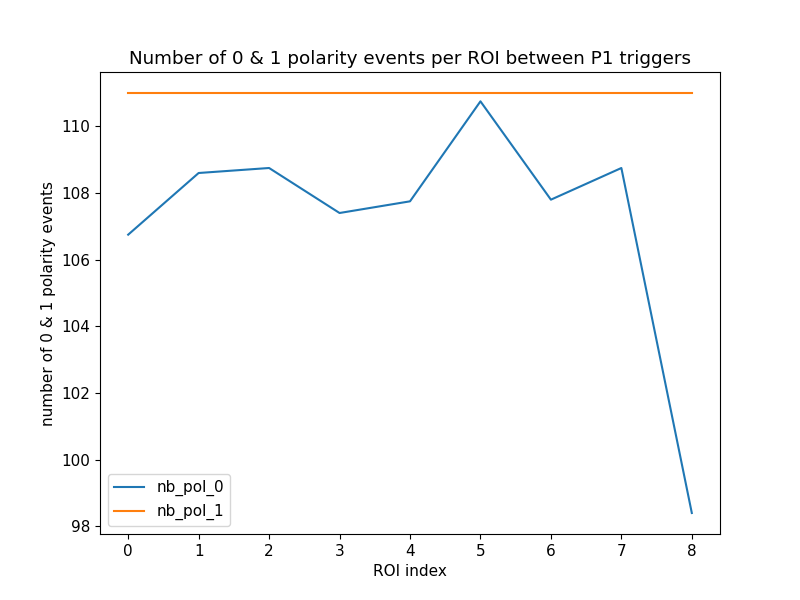 Number of 0 & 1 polarity events per ROI between P1 triggers
number of 0 & 1 polarity events
110
108
106
104
102
100
98
nb_pol_0
nb_pol_1
0 1 2 3 4 5 6 7 8
ROI index